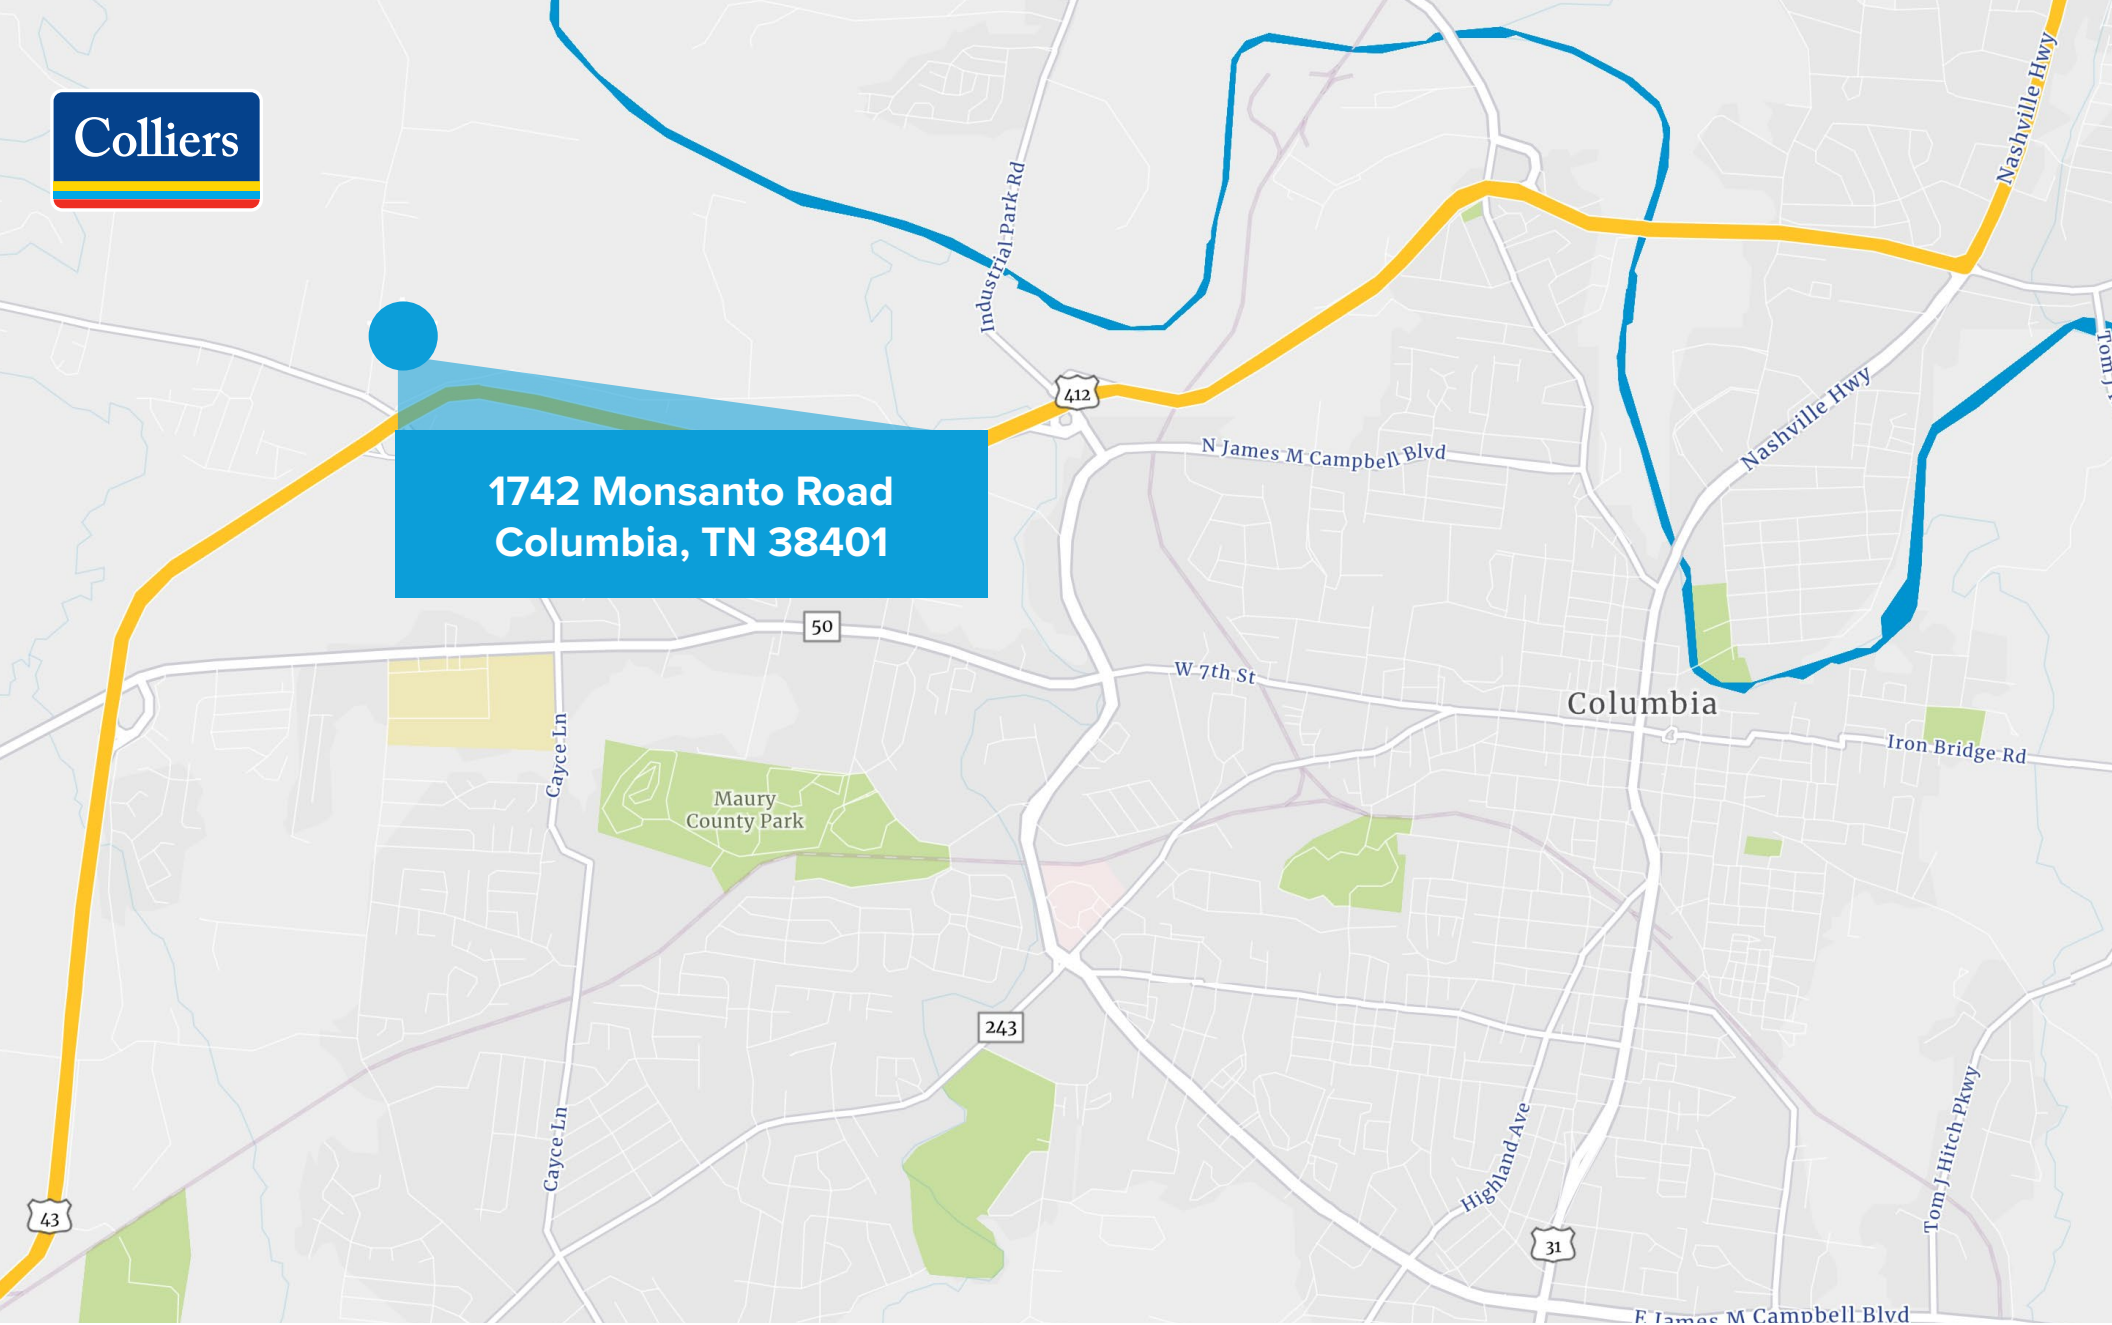 Nashville Hwy
Colliers
Industrial Park Rd
412
Tom J
Nashville Hwy
N James M Campbell Blvd
1742 Monsanto Road
Columbia, TN 38401
50
W 7th St
Columbia
Iron Bridge Rd
Cayce Ln
Maury
County Park
243
Cayce Ln
Highland Ave
Tom J Hitch Pkwy
43
31
E James M Campbell Blvd